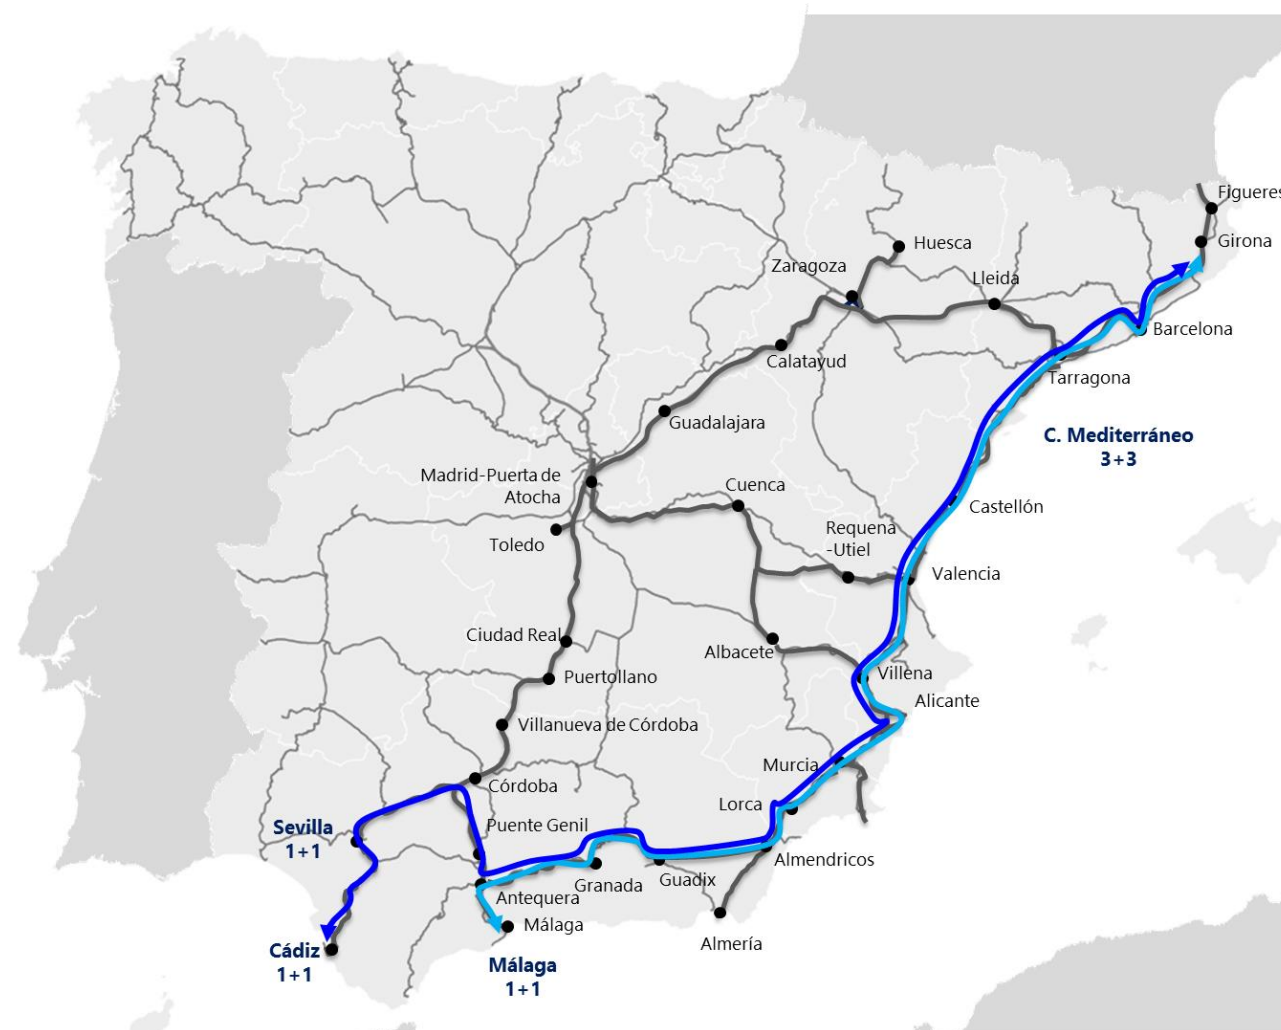 Figueres
Girona
Huesca
Zaragoza
Lleida
Barcelona
Calatayud
Tarragona
Guadalajara
C. Mediterráneo
3+3
Madrid-Puerta de
Atocha
Cuenca
Castellón
Requena
-Utiel
Toledo
Valencia
Ciudad Real
Albacete
Puertollano
Villena
Alicante
Villanueva de Córdoba
Murcia
Córdoba
Lorca
Sevilla
1+1
Puente Genil
Almendricos
Guadix
Granada
Antequera
Málaga
Almería
Cádiz
1+1
Málaga
1+1